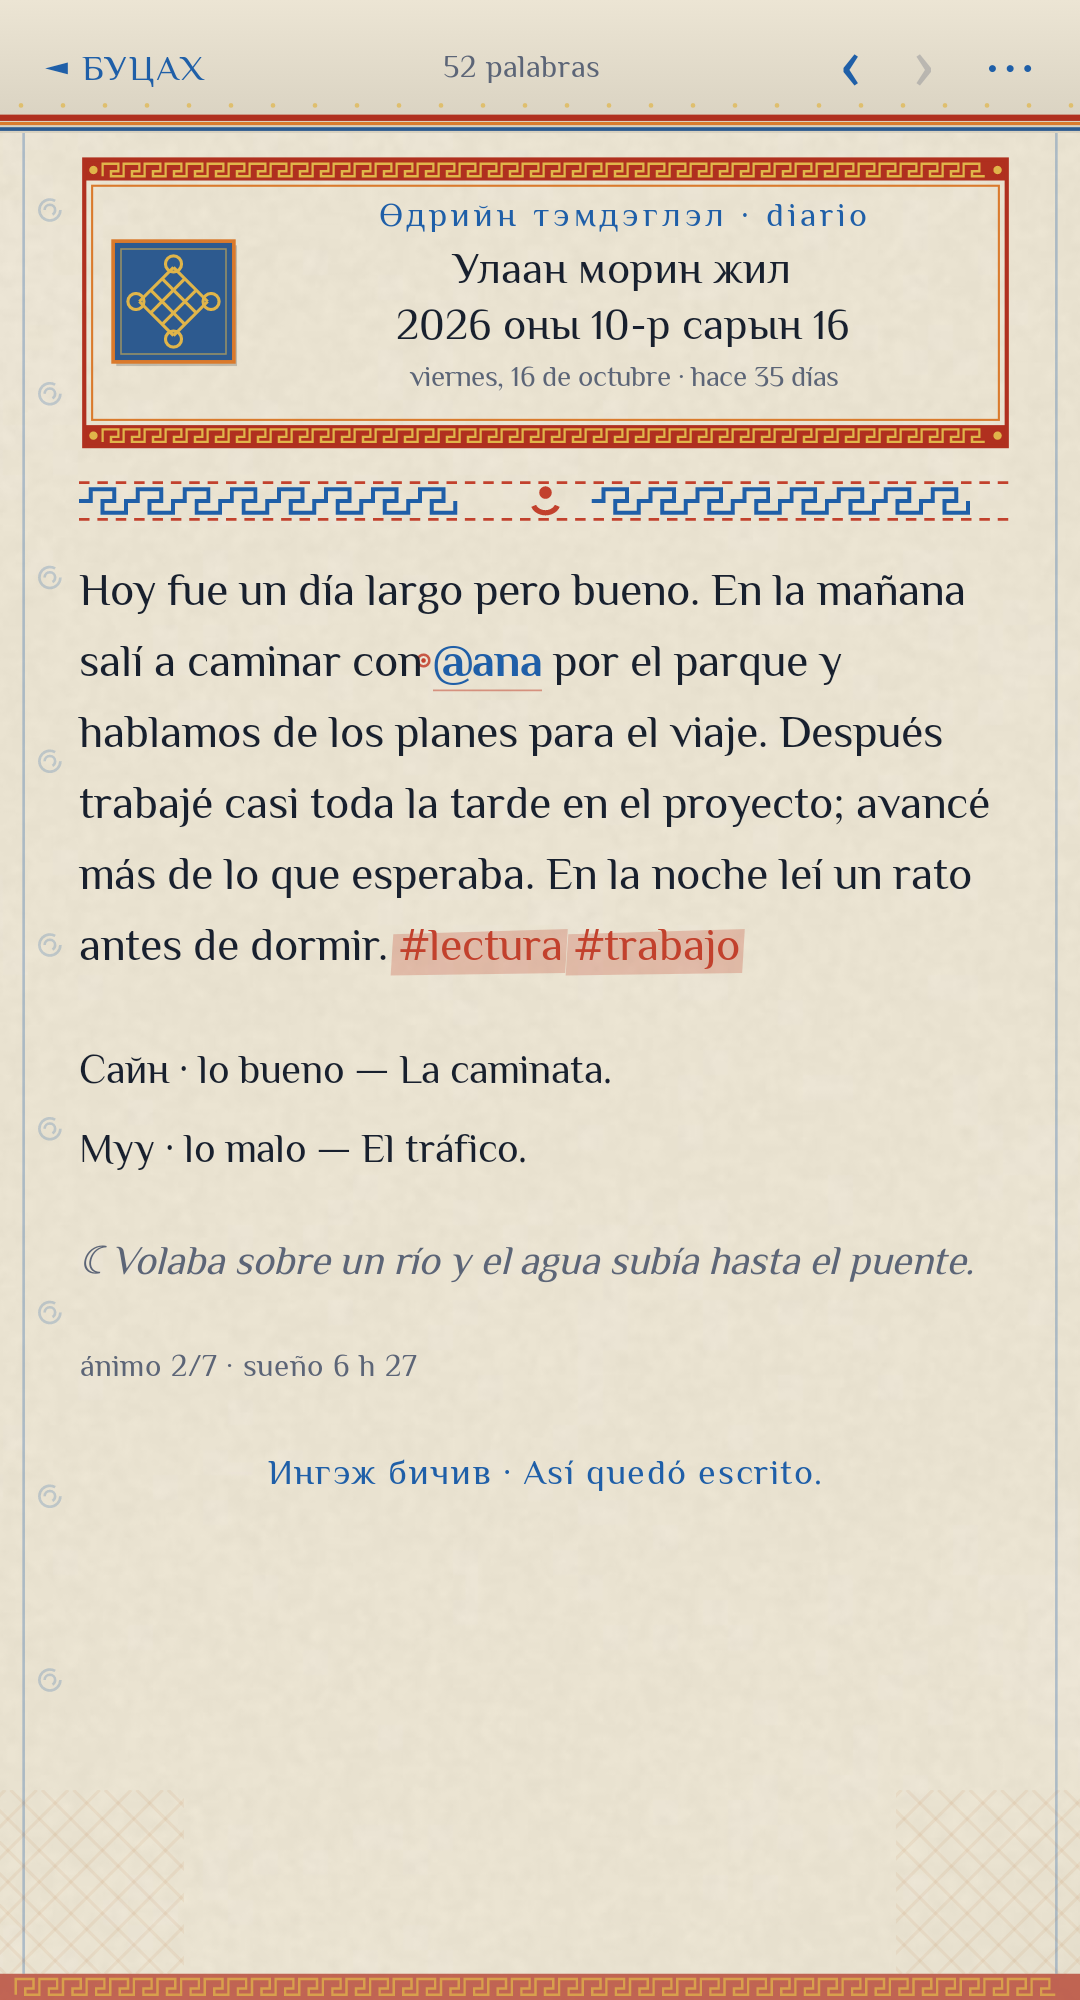 БУЦАХ
52 palabras
Өдрийн тэмдэглэл · diario
Улаан морин жил
2026 оны 10-р сарын 16
viernes, 16 de octubre · hace 35 días
Hoy fue un día largo pero bueno. En la mañana
salí a caminar con @ana por el parque y
hablamos de los planes para el viaje. Después
trabajé casi toda la tarde en el proyecto; avancé
más de lo que esperaba. En la noche leí un rato
antes de dormir. #lectura #trabajo
Сайн · lo bueno — La caminata.
Муу · lo malo — El tráfico.
☾ Volaba sobre un río y el agua subía hasta el puente.
ánimo 2/7 · sueño 6 h 27
Ингэж бичив · Así quedó escrito.